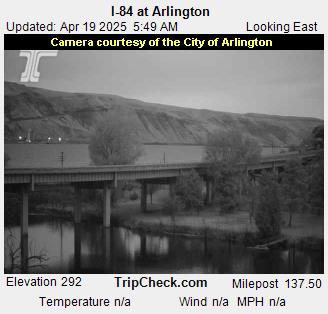 I-84 at Arlington
Updated: Apr 19 2025 5:49 AM Looking East
Camera courtesy of the City of Arlington
Elevation 292 TripCheck.com Milepost 137.50
Temperature n/a Wind n/a MPH n/a